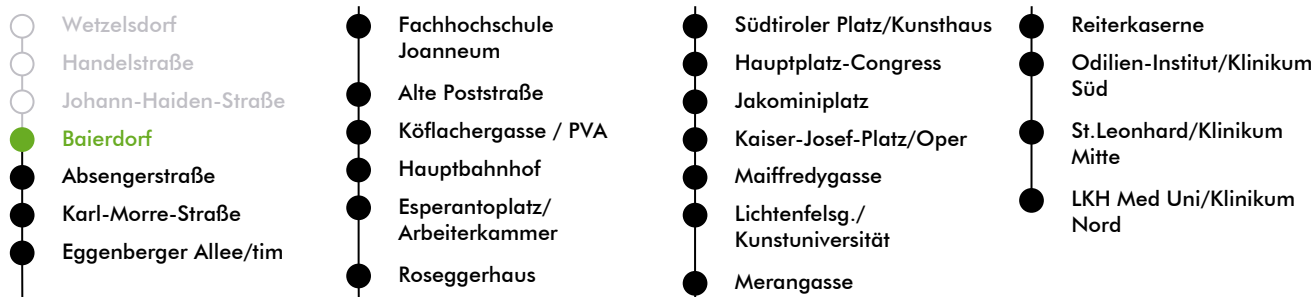 Wetzelsdorf
Handelstraße
Johann-Haiden-Straße
Baierdorf
Absengerstraße
Karl-Morre-Straße
Eggenberger Allee/tim
Fachhochschule
Joanneum
Alte Poststraße
Köflachergasse / PVA
Hauptbahnhof
Esperantoplatz/
Arbeiterkammer
Roseggerhaus
Südtiroler Platz/Kunsthaus
Hauptplatz-Congress
Jakominiplatz
Kaiser-Josef-Platz/Oper
Maiffredygasse
Lichtenfelsg./
Kunstuniversität
Merangasse
Reiterkaserne
Odilien-Institut/Klinikum
Süd
St.Leonhard/Klinikum
Mitte
LKH Med Uni/Klinikum
Nord